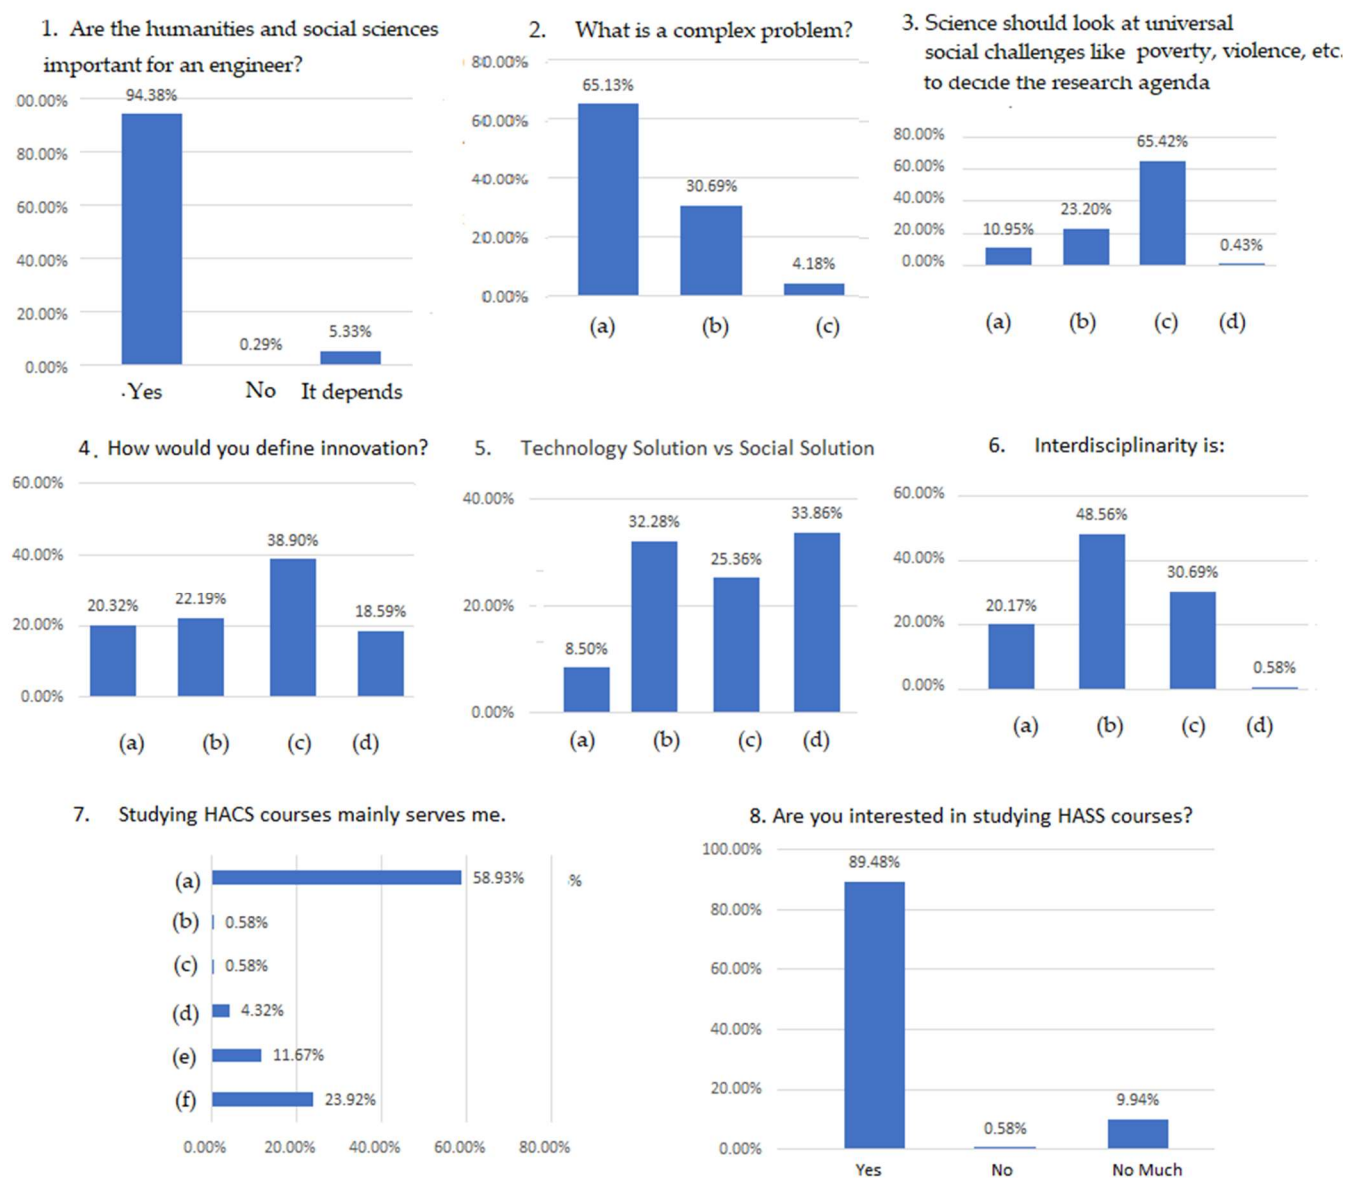 1. Are the humanities and social sciences
important for an engineer?
94.38%
00.00%
80.00%
60.00%
40.00%
20.00%
0.00%
0.29%
5.33%
.Yes
No
It depends
2. What is a complex problem?
80.00%
60.00%
40.00%
20.00%
0.00%
65.13%
30.69%
4.18%
(a)
(b)
(c)
3. Science should look at universal
social challenges like poverty, violence, etc.
to decide the research agenda
80.00%
60.00%
40.00%
20.00%
0.00%
10.95%
23.20%
65.42%
0.43%
(a)
(b)
(c)
(d)
4. How would you define innovation?
60.00%
40.00%
20.00%
0.00%
20.32%
22.19%
38.90%
18.59%
(a)
(b)
(c)
(d)
5. Technology Solution vs Social Solution
40.00%
20.00%
0.00%
8.50%
32.28%
25.36%
33.86%
(a)
(b)
(c)
(d)
6. Interdisciplinarity is:
60.00%
40.00%
20.00%
0.00%
20.17%
48.56%
30.69%
0.58%
(a)
(b)
(c)
(d)
7. Studying HACS courses mainly serves me.
(a) 58.93% %
(b) 0.58%
(c) 0.58%
(d) 4.32%
(e) 11.67%
(f) 23.92%
0.00% 20.00% 40.00% 60.00% 80.00%
8. Are you interested in studying HASS courses?
100.00%
80.00%
60.00%
40.00%
20.00%
0.00%
89.48%
0.58%
9.94%
Yes
No
No Much